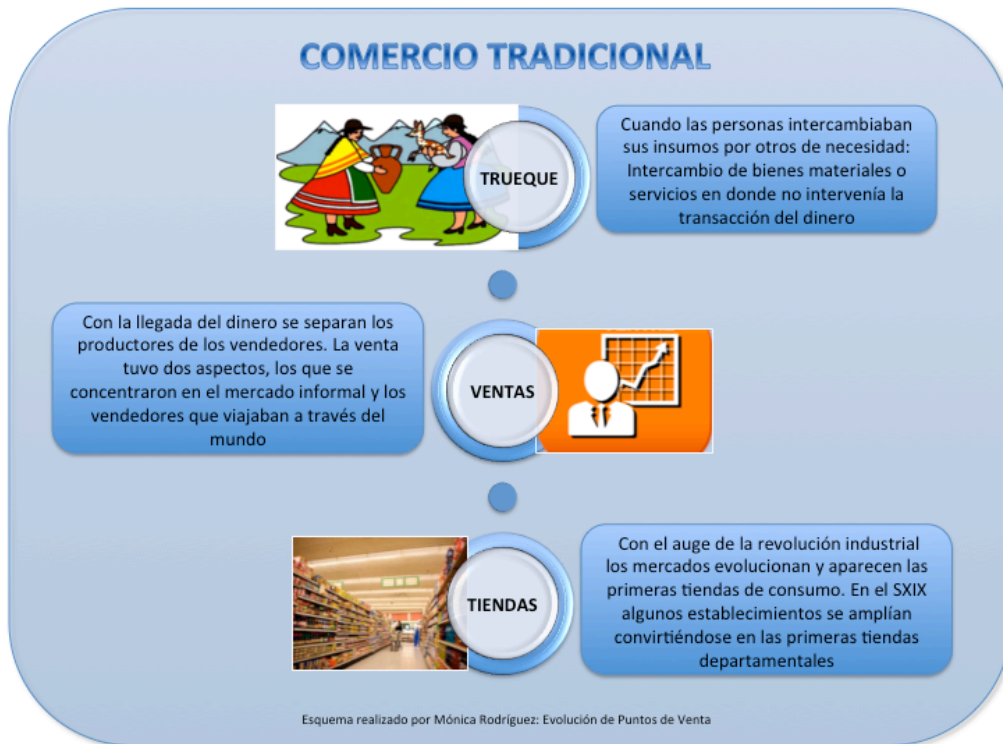 COMERCIO TRADICIONAL
TRUEQUE
Cuando las personas intercambiaban
sus insumos por otros de necesidad:
Intercambio de bienes materiales o
servicios en donde no intervenía la
transacción del dinero
Con la llegada del dinero se separan los
productores de los vendedores. La venta
tuvo dos aspectos, los que se
concentraron en el mercado informal y los
vendedores que viajaban a través del
mundo
VENTAS
TIENDAS
Con el auge de la revolución industrial
los mercados evolucionan y aparecen las
primeras tiendas de consumo. En el SXIX
algunos establecimientos se amplían
convirtiéndose en las primeras tiendas
departamentales
Esquema realizado por Mónica Rodríguez: Evolución de Puntos de Venta